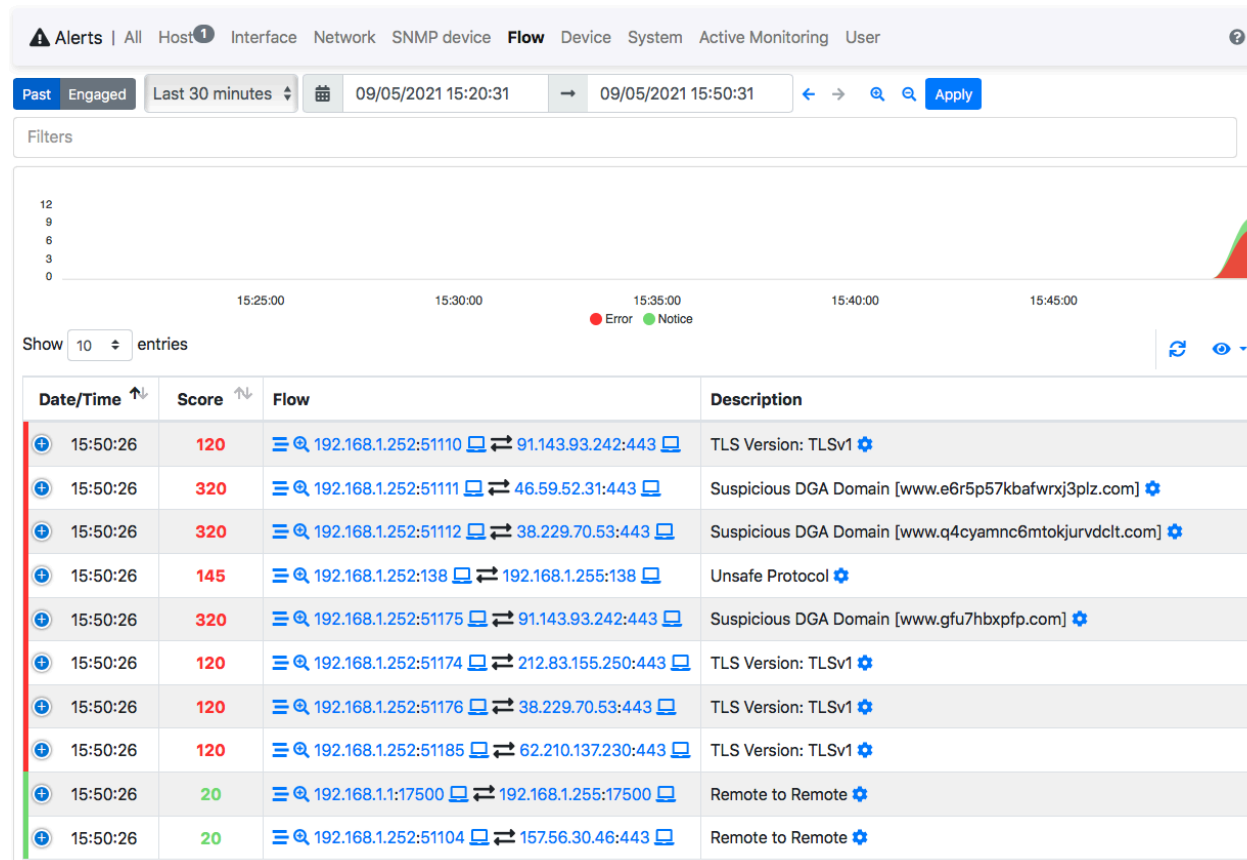 Alerts | All Host 1 Interface Network SNMP device Flow Device System Active Monitoring User
Past Engaged Last 30 minutes 09/05/2021 15:20:31 → 09/05/2021 15:50:31 ← → Apply
Filters
12
9
6
3
0
15:25:00 15:30:00 15:35:00 15:40:00 15:45:00
Error Notice
Show 10 entries
Date/Time Score Flow Description
15:50:26 120 192.168.1.252:51110 91.143.93.242:443 TLS Version: TLSv1
15:50:26 320 192.168.1.252:51111 46.59.52.31:443 Suspicious DGA Domain [www.e6r5p57kbafwrxj3plz.com]
15:50:26 320 192.168.1.252:51112 38.229.70.53:443 Suspicious DGA Domain [www.q4cyamnc6mtokjurvdclt.com]
15:50:26 145 192.168.1.252:138 192.168.1.255:138 Unsafe Protocol
15:50:26 320 192.168.1.252:51175 91.143.93.242:443 Suspicious DGA Domain [www.gfu7hbxpfp.com]
15:50:26 120 192.168.1.252:51174 212.83.155.250:443 TLS Version: TLSv1
15:50:26 120 192.168.1.252:51176 38.229.70.53:443 TLS Version: TLSv1
15:50:26 120 192.168.1.252:51185 62.210.137.230:443 TLS Version: TLSv1
15:50:26 20 192.168.1.1:17500 192.168.1.255:17500 Remote to Remote
15:50:26 20 192.168.1.252:51104 157.56.30.46:443 Remote to Remote